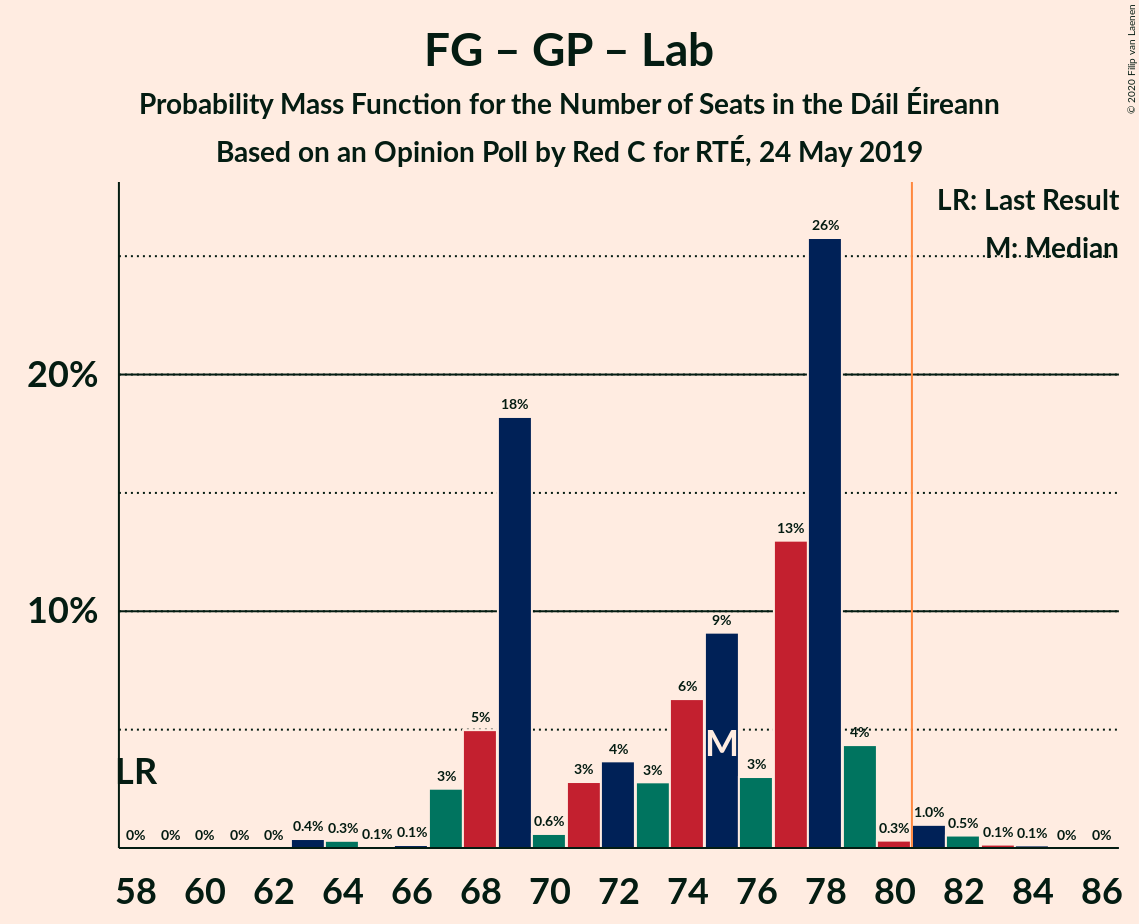 FG – GP – Lab
Probability Mass Function for the Number of Seats in the Dáil Éireann
Based on an Opinion Poll by Red C for RTÉ, 24 May 2019
© 2020 Filip van Laenen
LR: Last Result
M: Median
20%
10%
0% 0% 0% 0% 0% 0.4% 0.3% 0.1% 0.1% 3% 5% 18% 0.6% 3% 4% 3% 6% 9% 3% 13% 26% 4% 0.3% 1.0% 0.5% 0.1% 0.1% 0% 0%
M
LR
58 60 62 64 66 68 70 72 74 76 78 80 82 84 86